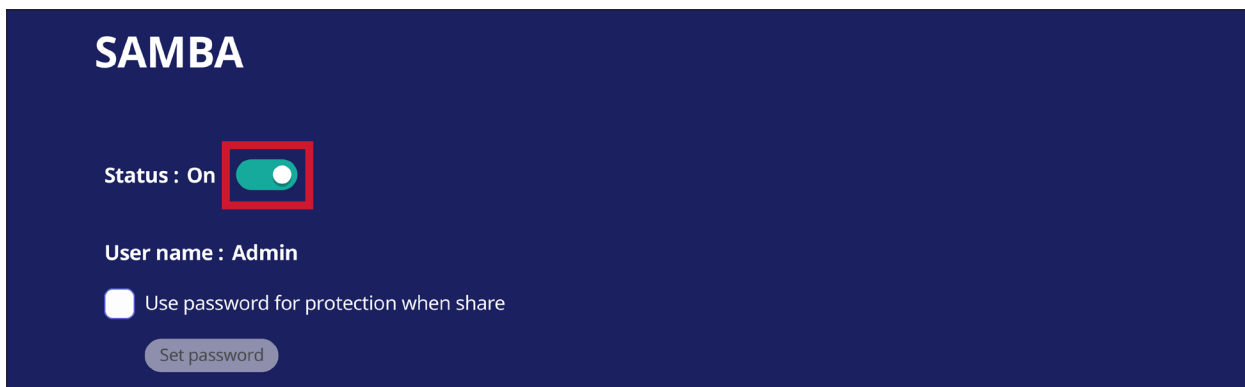 SAMBA
Status : On
User name : Admin
Use password for protection when share
Set password